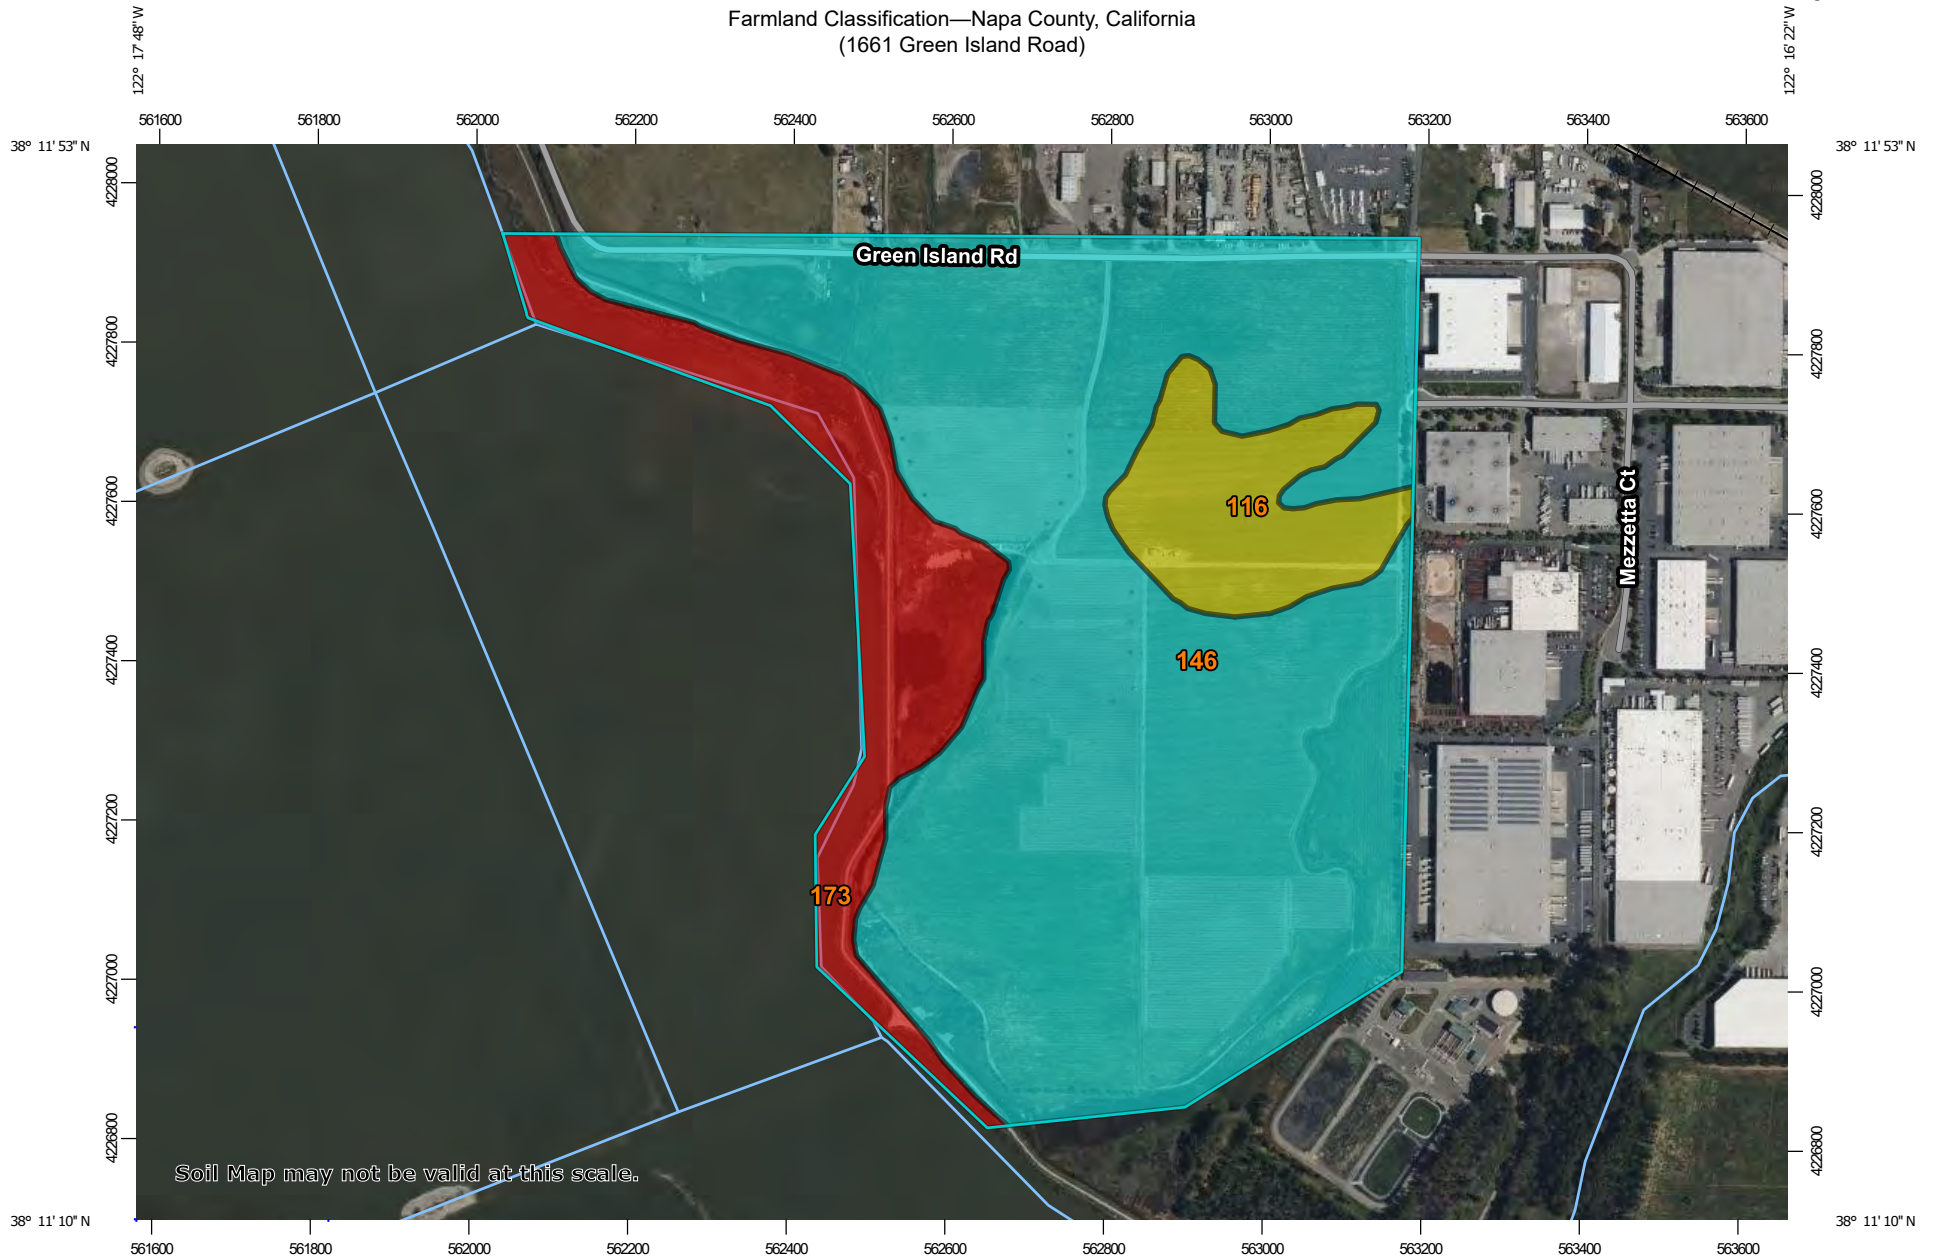 Farmland Classification—Napa County, California
(1661 Green Island Road)
122° 17' 48" W
122° 16' 22" W
561600 561800 562000 562200 562400 562600 562800 563000 563200 563400 563600
38° 11' 53" N
38° 11' 53" N
4228000
4228000
Green Island Rd
4227800
4227800
Mezzetta Ct
116
4227600
4227600
146
4227400
4227400
4227200
4227200
173
4227000
4227000
4226800
4226800
Soil Map may not be valid at this scale.
38° 11' 10" N
38° 11' 10" N
561600 561800 562000 562200 562400 562600 562800 563000 563200 563400 563600